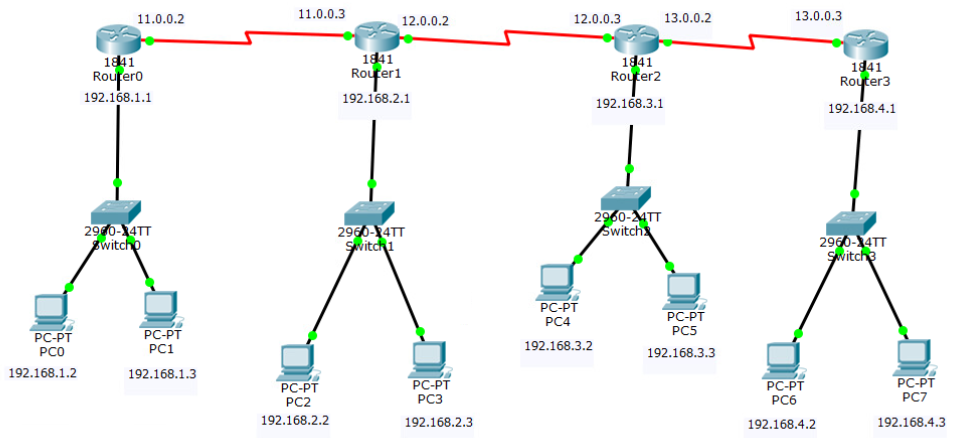 11.0.0.2
11.0.0.3
12.0.0.2
12.0.0.3
13.0.0.2
13.0.0.3
1841
Router0
192.168.1.1
1841
Router1
192.168.2.1
1841
Router2
192.168.3.1
1841
Router3
192.168.4.1
2960-24TT
Switch0
2960-24TT
Switch1
2960-24TT
Switch2
2960-24TT
Switch3
PC-PT
PC0
192.168.1.2
PC-PT
PC1
192.168.1.3
PC-PT
PC2
192.168.2.2
PC-PT
PC3
192.168.2.3
PC-PT
PC4
192.168.3.2
PC-PT
PC5
192.168.3.3
PC-PT
PC6
192.168.4.2
PC-PT
PC7
192.168.4.3